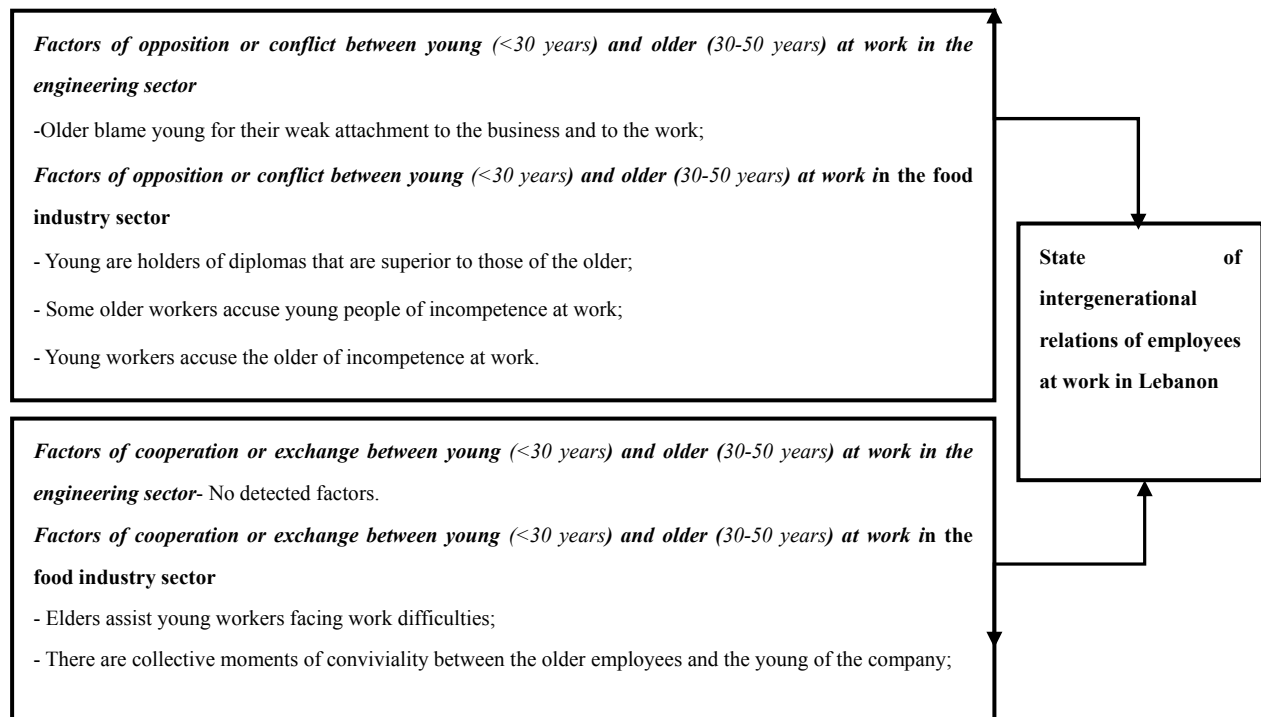 Factors of opposition or conflict between young (<30 years) and older (30-50 years) at work in the
engineering sector
-Older blame young for their weak attachment to the business and to the work;
Factors of opposition or conflict between young (<30 years) and older (30-50 years) at work in the food
industry sector
- Young are holders of diplomas that are superior to those of the older;
- Some older workers accuse young people of incompetence at work;
- Young workers accuse the older of incompetence at work.
State of
intergenerational
relations of employees
at work in Lebanon
Factors of cooperation or exchange between young (<30 years) and older (30-50 years) at work in the
engineering sector- No detected factors.
Factors of cooperation or exchange between young (<30 years) and older (30-50 years) at work in the
food industry sector
- Elders assist young workers facing work difficulties;
- There are collective moments of conviviality between the older employees and the young of the company;